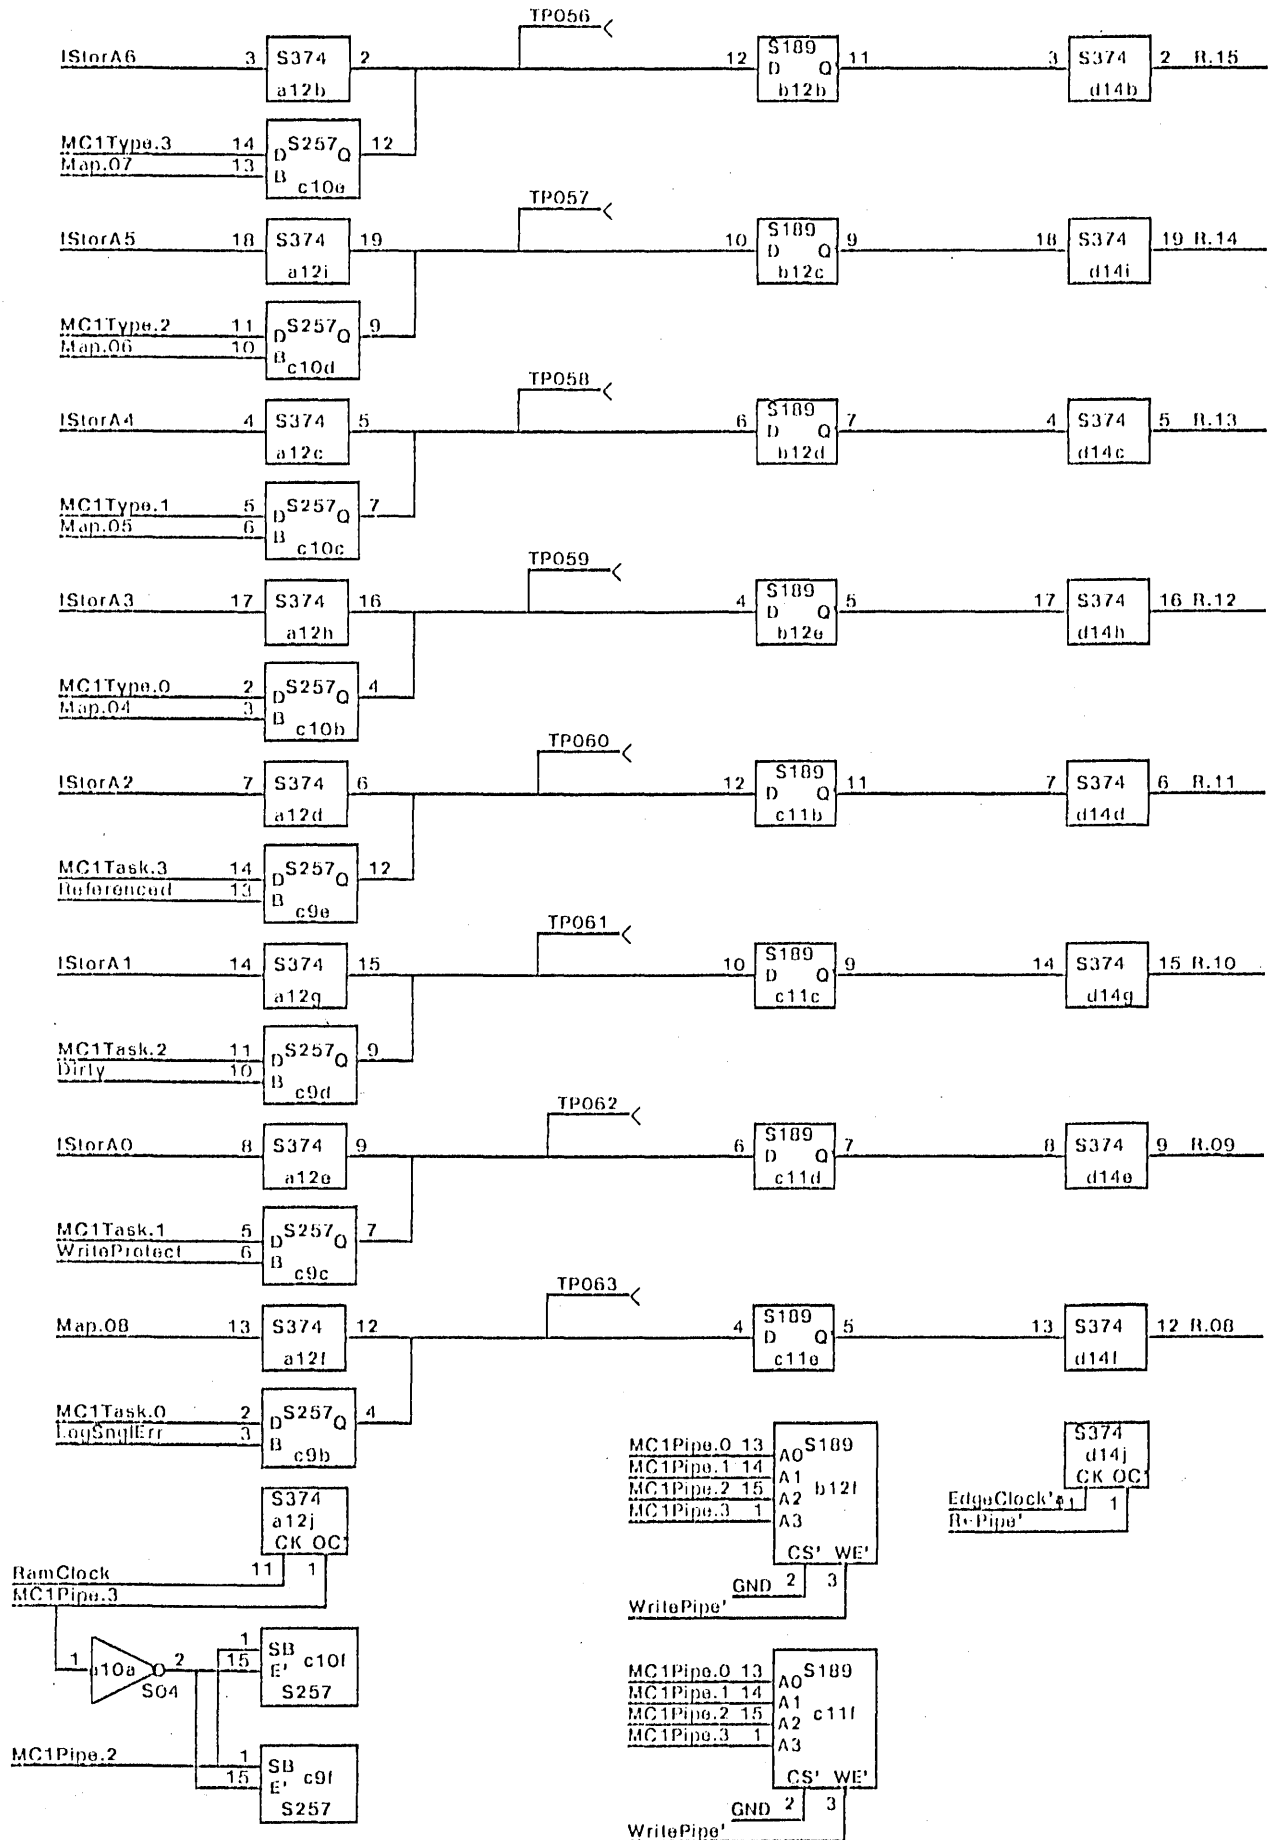 TP056
IStorA6 3 S374 2 12 S189 11 3 S374 2 R.15
D Q
a12b b12b d14b
MC1Type.3 14 D S257 Q 12
Map.07 13 B
c10e
TP057
IStorA5 18 S374 19 10 S189 9 18 S374 19 R.14
D Q
a12i b12c d14i
MC1Type.2 11 D S257 Q 9
Map.06 10 B
c10d
TP058
IStorA4 4 S374 5 6 S189 7 4 S374 5 R.13
D Q
a12c b12d d14c
MC1Type.1 5 D S257 Q 7
Map.05 6 B
c10c
TP059
IStorA3 17 S374 16 4 S189 5 17 S374 16 R.12
D Q
a12h b12e d14h
MC1Type.0 2 D S257 Q 4
Map.04 3 B
c10b
TP060
IStorA2 7 S374 6 12 S189 11 7 S374 6 R.11
D Q
a12d c11b d14d
MC1Task.3 14 D S257 Q 12
Referenced 13 B
c9e
TP061
IStorA1 14 S374 15 10 S189 9 14 S374 15 R.10
D Q
a12g c11c d14g
MC1Task.2 11 D S257 Q 9
Dirty 10 B
c9d
TP062
IStorA0 8 S374 9 6 S189 7 8 S374 9 R.09
D Q'
a12e c11d d14e
MC1Task.1 5 D S257 Q 7
WriteProtect 6 B
c9c
TP063
Map.08 13 S374 12 4 S189 5 13 S374 12 R.08
D Q'
a12f c11e d14f
MC1Task.0 2 D S257 Q 4
LogSnglErr 3 B
c9b
S374
a12j
CK OC'
RamClock 11 1
MC1Pipe.3
1 a10a 2
S04
1 SB c10f
15 E'
S257
MC1Pipe.2 1 SB c9f
15 E'
S257
MC1Pipe.0 13 A0 S189
MC1Pipe.1 14 A1 b12f
MC1Pipe.2 15 A2
MC1Pipe.3 1 A3
CS' WE'
GND 2 3
WritePipe'
MC1Pipe.0 13 A0 S189
MC1Pipe.1 14 A1 c11f
MC1Pipe.2 15 A2
MC1Pipe.3 1 A3
CS' WE'
GND 2 3
WritePipe'
S374
d14j
CK OC'
EdgeClock' 1